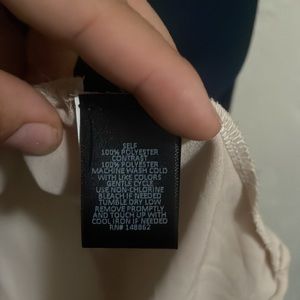 SELF
100% POLYESTER
CONTRAST
100% POLYESTER
MACHINE WASH COLD
WITH LIKE COLORS
GENTLE CYCLE
USE NON-CHLORINE
BLEACH IF NEEDED
TUMBLE DRY LOW
REMOVE PROMPTLY
AND TOUCH UP WITH
COOL IRON IF NEEDED
RN# 148862